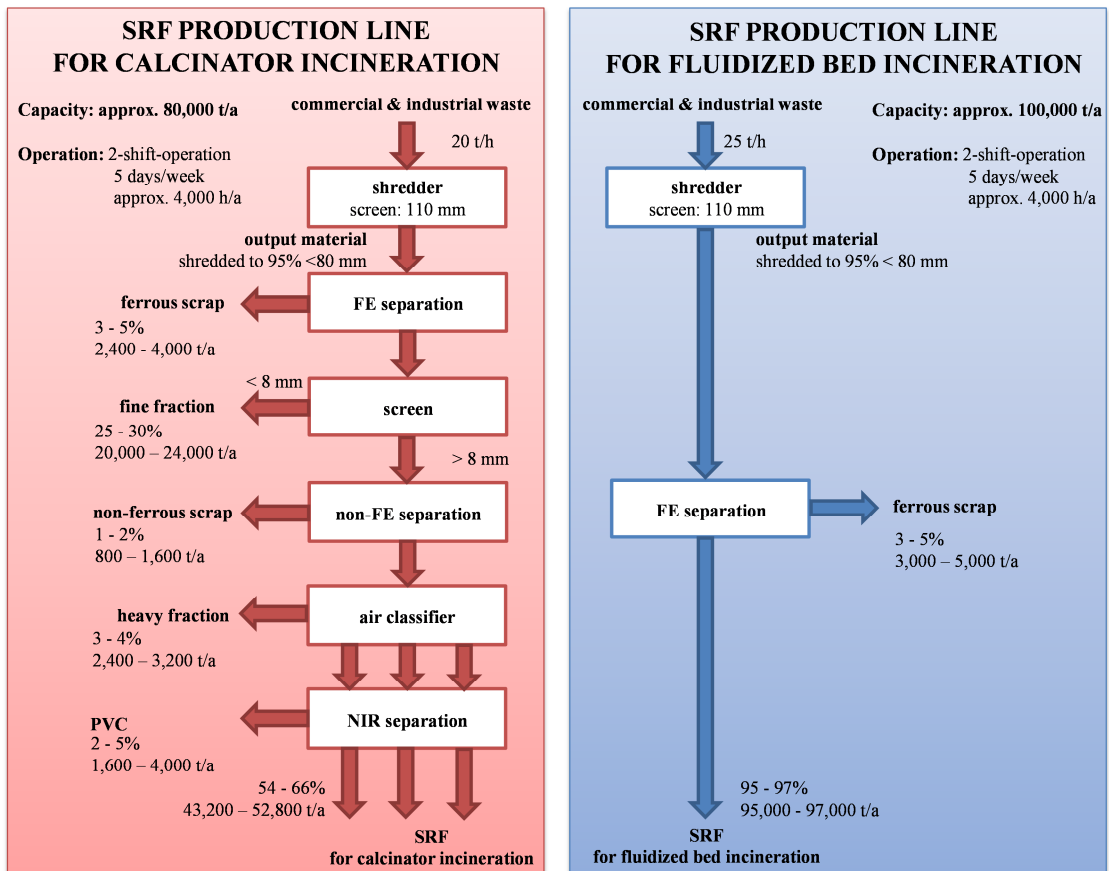 SRF PRODUCTION LINE
FOR CALCINATOR INCINERATION
Capacity: approx. 80,000 t/a
commercial & industrial waste
20 t/h
Operation: 2-shift-operation
5 days/week
approx. 4,000 h/a
shredder
screen: 110 mm
output material
shredded to 95% <80 mm
FE separation
ferrous scrap
3 - 5%
2,400 - 4,000 t/a
< 8 mm
screen
fine fraction
25 - 30%
20,000 – 24,000 t/a
> 8 mm
non-FE separation
non-ferrous scrap
1 - 2%
800 – 1,600 t/a
air classifier
heavy fraction
3 - 4%
2,400 – 3,200 t/a
NIR separation
PVC
2 - 5%
1,600 – 4,000 t/a
54 - 66%
43,200 – 52,800 t/a
SRF
for calcinator incineration
SRF PRODUCTION LINE
FOR FLUIDIZED BED INCINERATION
commercial & industrial waste
Capacity: approx. 100,000 t/a
25 t/h
Operation: 2-shift-operation
5 days/week
approx. 4,000 h/a
shredder
screen: 110 mm
output material
shredded to 95% < 80 mm
FE separation
ferrous scrap
3 - 5%
3,000 – 5,000 t/a
95 - 97%
95,000 - 97,000 t/a
SRF
for fluidized bed incineration